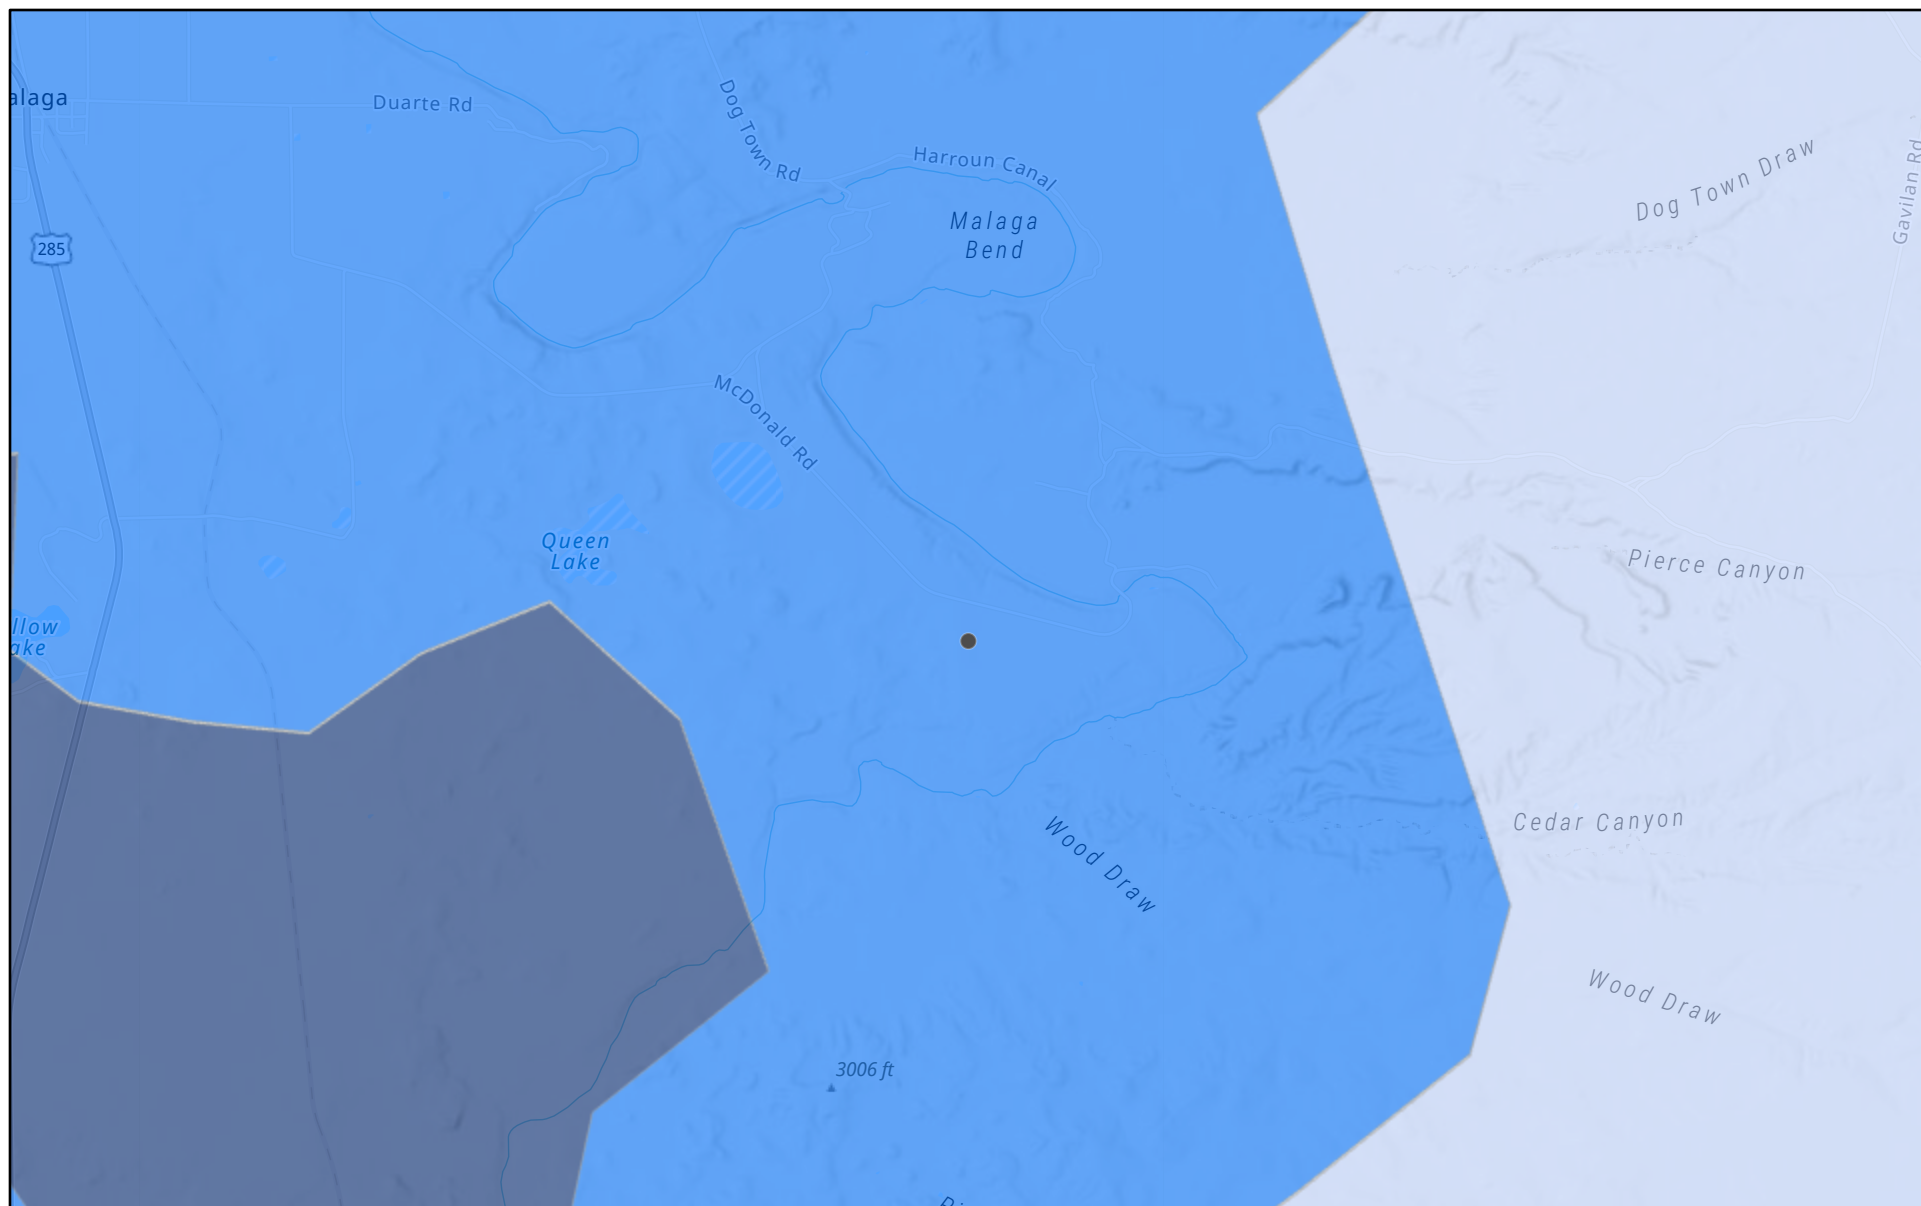 alaga
Duarte Rd
Dog Town Rd
Harroun Canal
Malaga
Bend
Dog Town Draw
Gavilan Rd
285
McDonald Rd
Queen
Lake
Pierce Canyon
llow
ake
Wood Draw
Cedar Canyon
Wood Draw
3006 ft